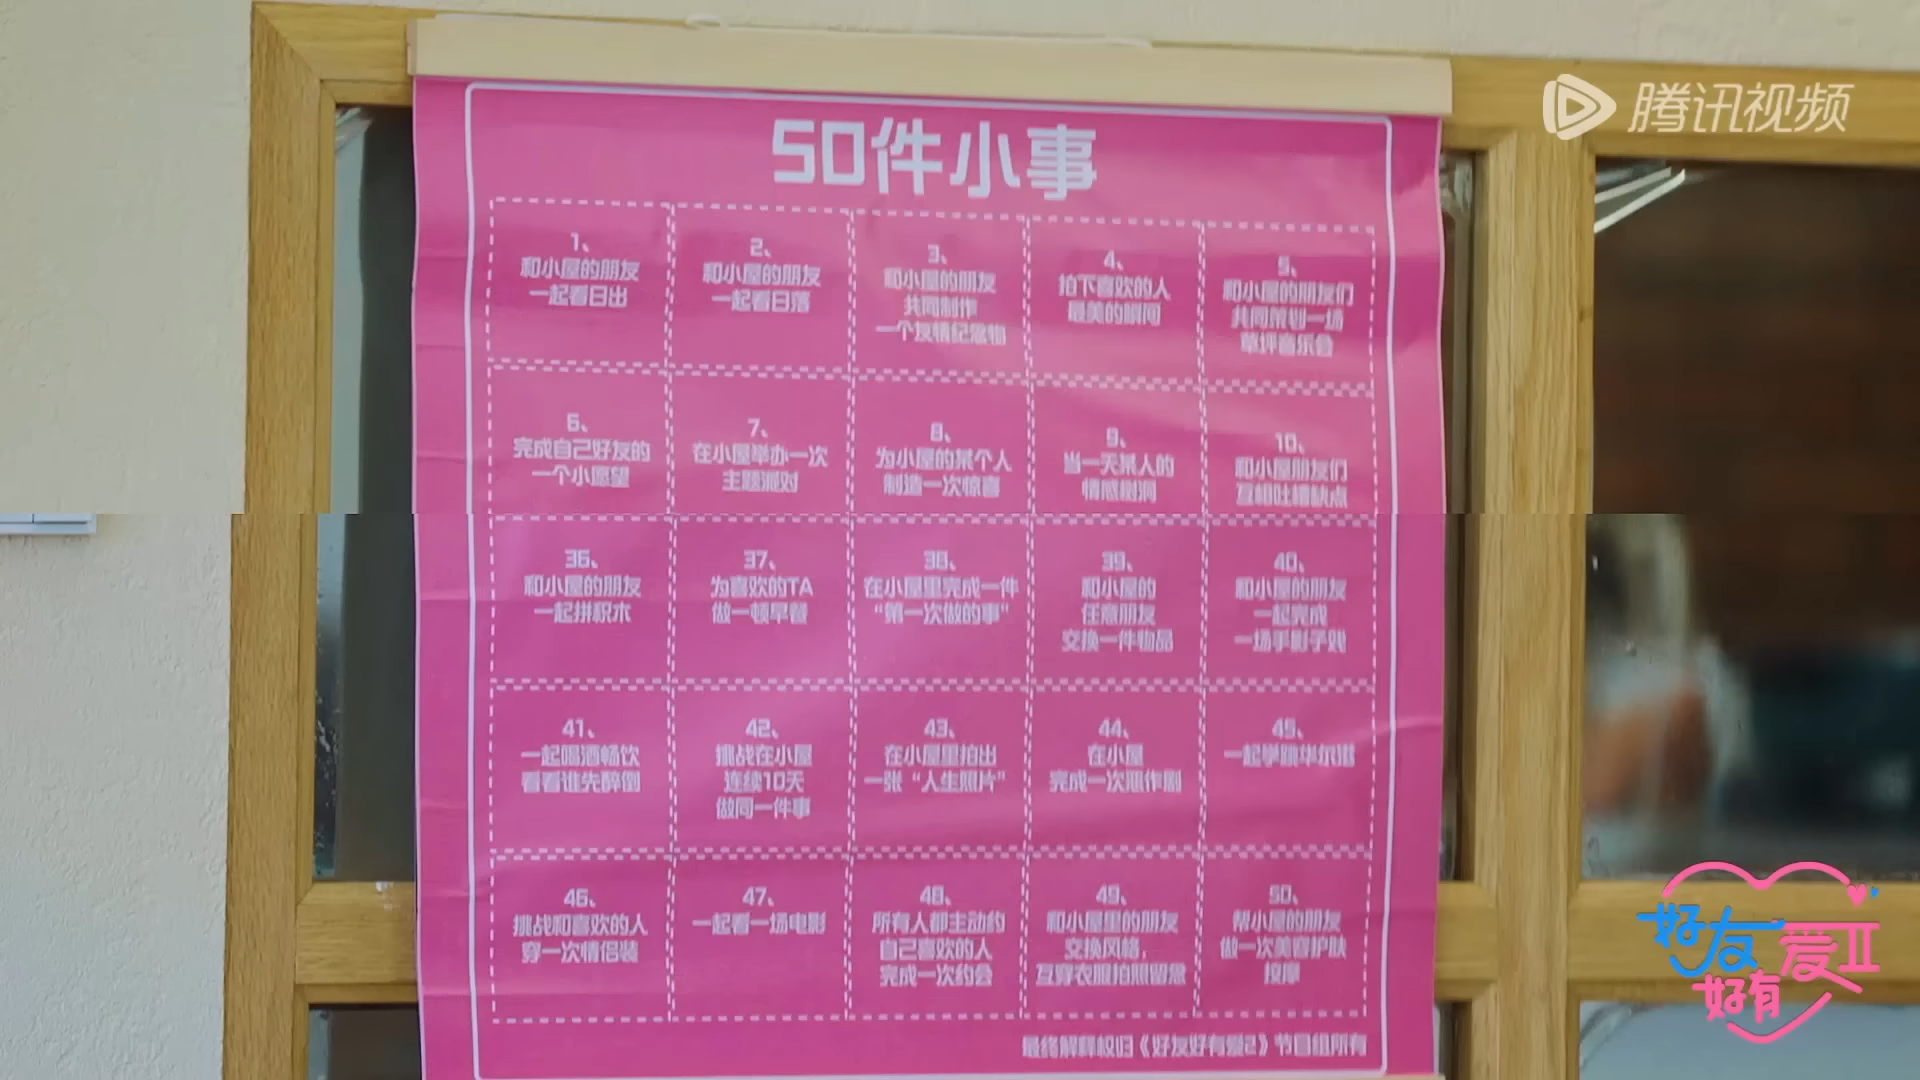 腾讯视频
50件小事
1、
和小屋的朋友
一起看日出
2、
和小屋的朋友
一起看日落
3、
和小屋的朋友
共同制作
一个友情纪念物
4、
拍下喜欢的人
最美的瞬间
5、
和小屋的朋友们
共同策划一场
草坪音乐会
6、
完成自己好友的
一个小愿望
7、
在小屋举办一次
主题派对
8、
为小屋的某个人
制造一次惊喜
9、
当一天某人的
情感树洞
10、
和小屋朋友们
互相吐槽缺点
36、
和小屋的朋友
一起拼积木
37、
为喜欢的TA
做一顿早餐
38、
在小屋里完成一件
“第一次做的事”
39、
和小屋的
任意朋友
交换一件物品
40、
和小屋的朋友
一起完成
一场手影子戏
41、
一起喝酒畅饮
看看谁先醉倒
42、
挑战在小屋
连续10天
做同一件事
43、
在小屋里拍出
一张“人生照片”
44、
在小屋
完成一次恶作剧
45、
一起学跳华尔兹
46、
挑战和喜欢的人
穿一次情侣装
47、
一起看一场电影
48、
所有人都主动约
自己喜欢的人
完成一次约会
49、
和小屋里的朋友
交换风格，
互穿衣服拍照留念
50、
帮小屋的朋友
做一次美容护肤
按摩
最终解释权归《好友好有爱2》节目组所有
好友
好有爱II